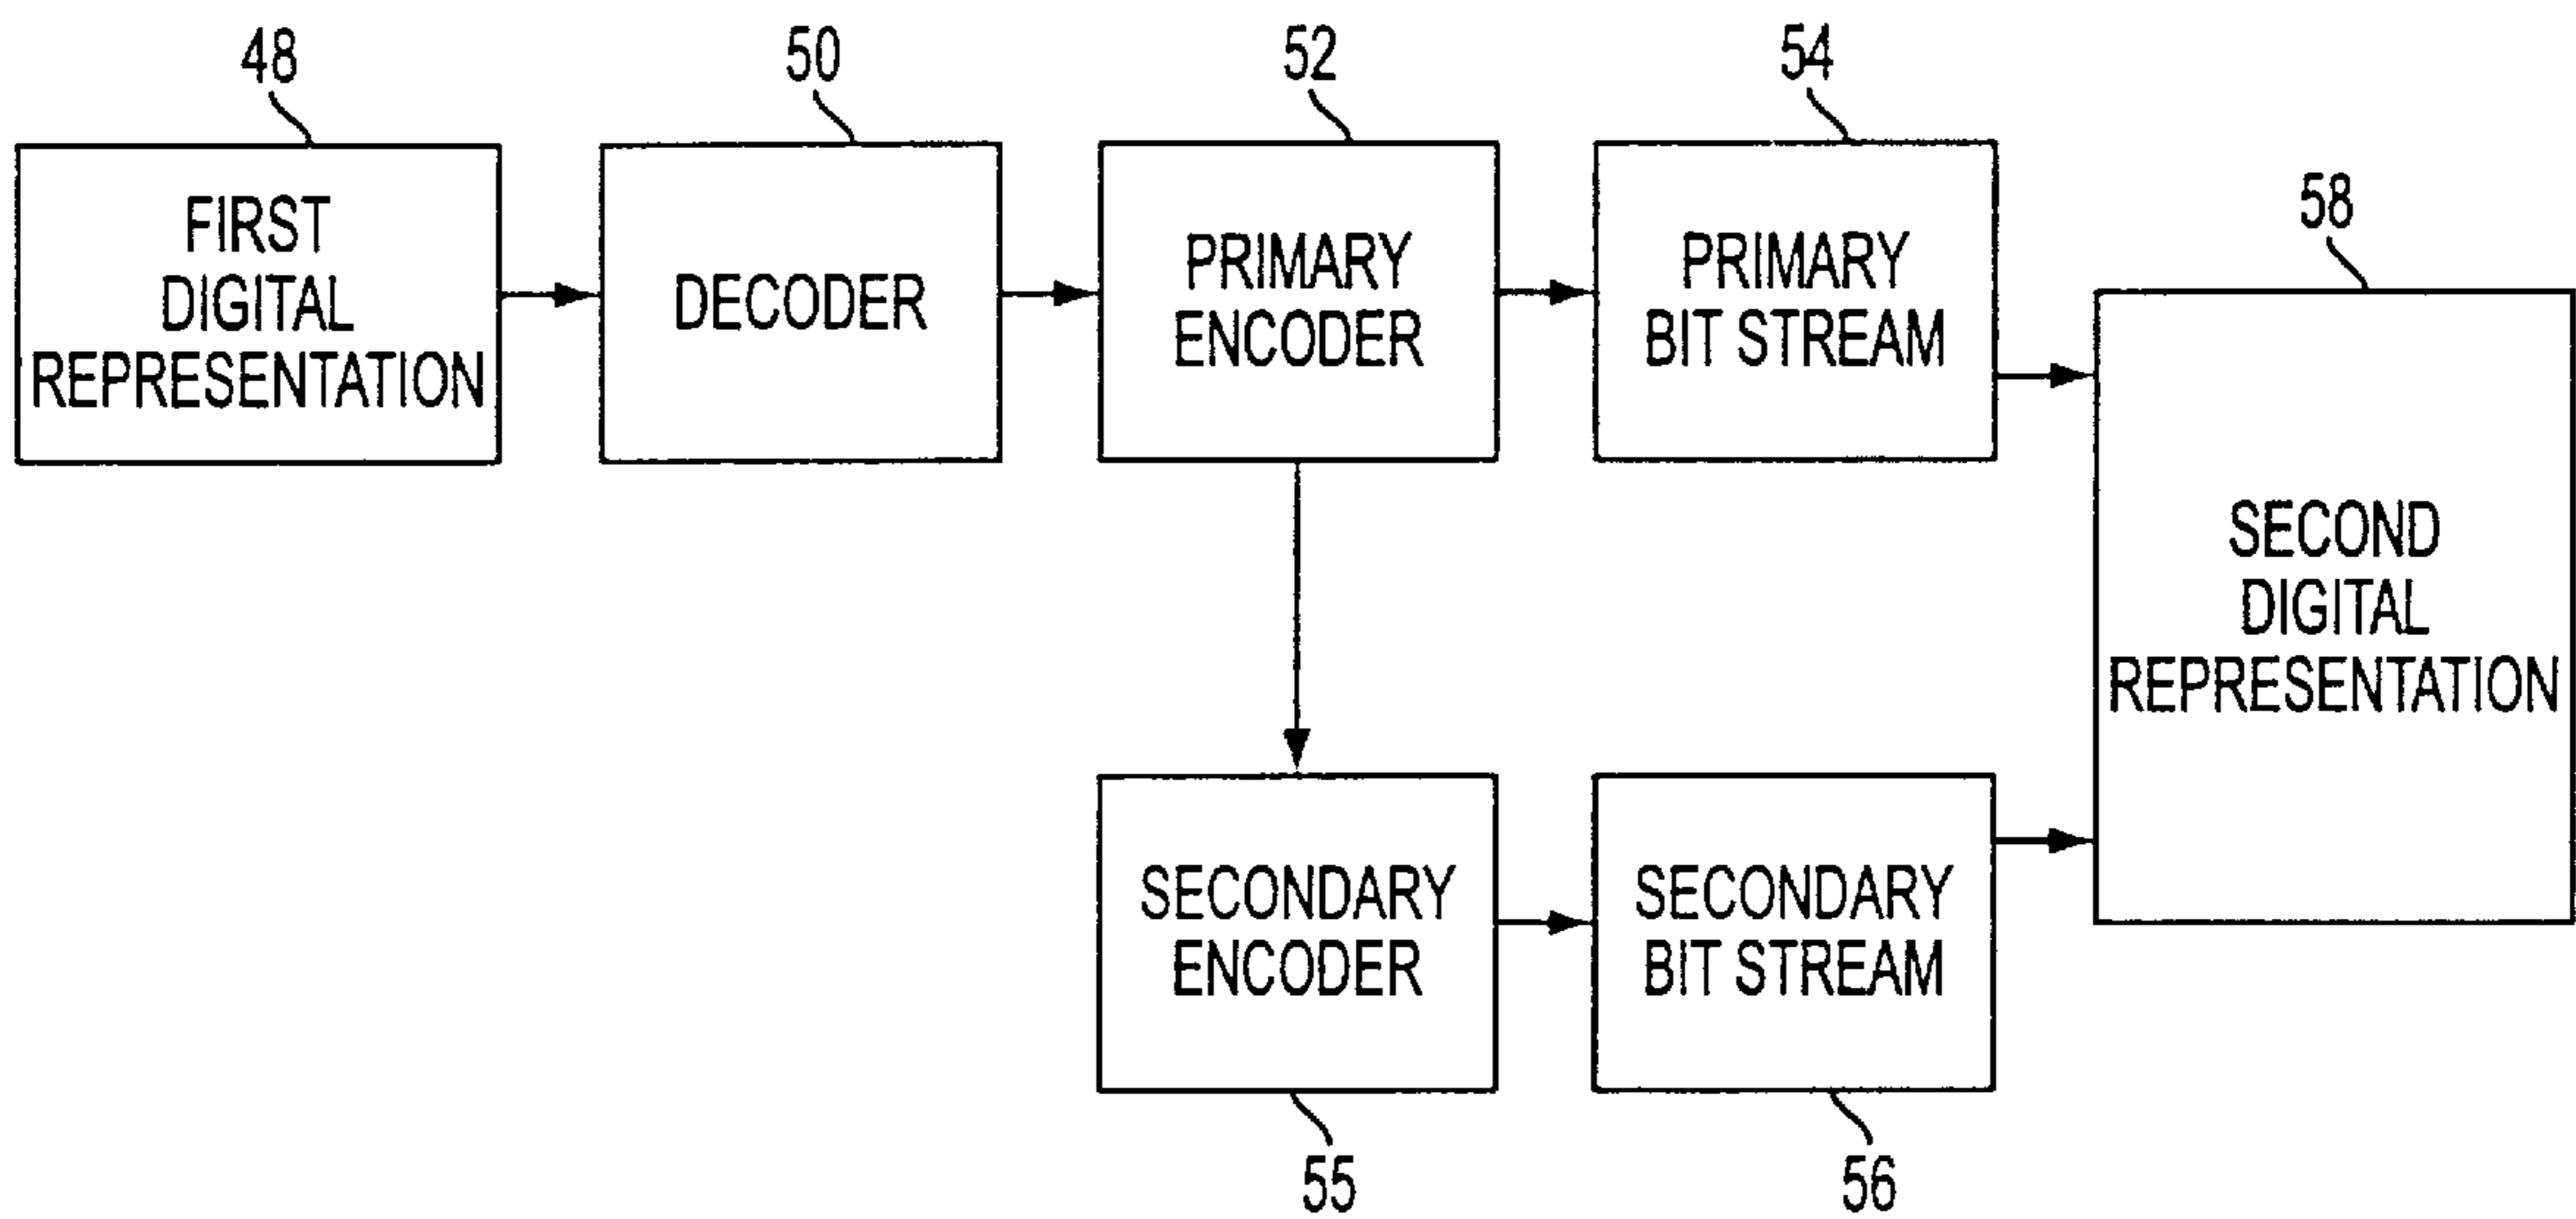 48
50
52
54
58
FIRST
DIGITAL
REPRESENTATION
DECODER
PRIMARY
ENCODER
PRIMARY
BIT STREAM
SECOND
DIGITAL
REPRESENTATION
SECONDARY
ENCODER
SECONDARY
BIT STREAM
55
56